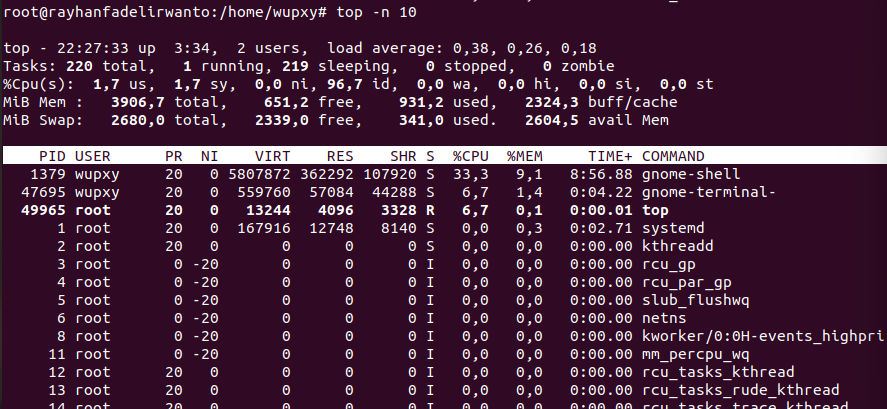 root@rayhanfadelirwanto:/home/wupxy# top -n 10
top - 22:27:33 up  3:34,  2 users,  load average: 0,38, 0,26, 0,18
Tasks: 220 total,   1 running, 219 sleeping,   0 stopped,   0 zombie
%Cpu(s):  1,7 us,  1,7 sy,  0,0 ni, 96,7 id,  0,0 wa,  0,0 hi,  0,0 si,  0,0 st
MiB Mem :   3906,7 total,    651,2 free,    931,2 used,   2324,3 buff/cache
MiB Swap:   2680,0 total,   2339,0 free,    341,0 used.   2604,5 avail Mem
PID USER      PR  NI    VIRT    RES    SHR S  %CPU  %MEM     TIME+ COMMAND
1379 wupxy     20   0 5807872 362292 107920 S  33,3   9,1   8:56.88 gnome-shell
47695 wupxy     20   0  559760  57084  44288 S   6,7   1,4   0:04.22 gnome-terminal-
49965 root      20   0   13244   4096   3328 R   6,7   0,1   0:00.01 top
1 root      20   0  167916  12748   8140 S   0,0   0,3   0:02.71 systemd
2 root      20   0       0      0      0 S   0,0   0,0   0:00.00 kthreadd
3 root       0 -20       0      0      0 I   0,0   0,0   0:00.00 rcu_gp
4 root       0 -20       0      0      0 I   0,0   0,0   0:00.00 rcu_par_gp
5 root       0 -20       0      0      0 I   0,0   0,0   0:00.00 slub_flushwq
6 root       0 -20       0      0      0 I   0,0   0,0   0:00.00 netns
8 root       0 -20       0      0      0 I   0,0   0,0   0:00.00 kworker/0:0H-events_highpri
11 root       0 -20       0      0      0 I   0,0   0,0   0:00.00 mm_percpu_wq
12 root      20   0       0      0      0 I   0,0   0,0   0:00.00 rcu_tasks_kthread
13 root      20   0       0      0      0 I   0,0   0,0   0:00.00 rcu_tasks_rude_kthread
14 root      20   0       0      0      0 I   0,0   0,0   0:00.00 rcu_tasks_trace_kthread